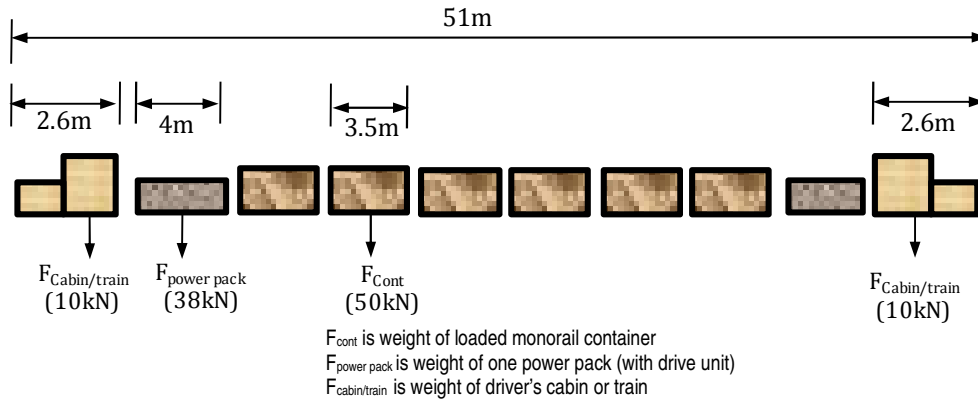 51m
2.6m
4m
3.5m
2.6m
FCabin/train
(10kN)
Fpower pack
(38kN)
FCont
(50kN)
FCabin/train
(10kN)
Fcont is weight of loaded monorail container
Fpower pack is weight of one power pack (with drive unit)
Fcabin/train is weight of driver's cabin or train